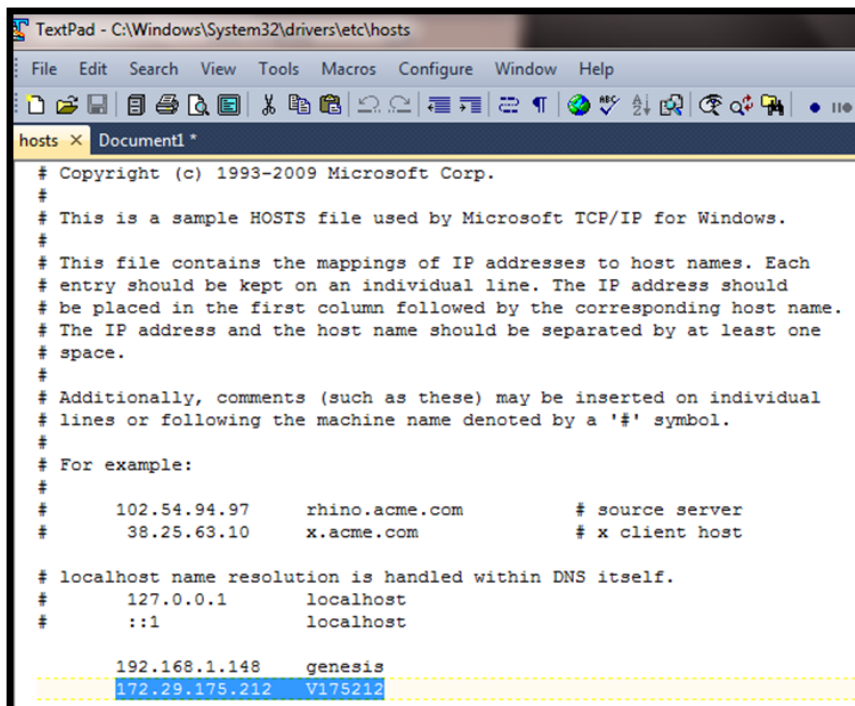 TextPad - C:\Windows\System32\drivers\etc\hosts
File Edit Search View Tools Macros Configure Window Help
hosts × Document1 *
# Copyright (c) 1993-2009 Microsoft Corp.
#
# This is a sample HOSTS file used by Microsoft TCP/IP for Windows.
#
# This file contains the mappings of IP addresses to host names. Each
# entry should be kept on an individual line. The IP address should
# be placed in the first column followed by the corresponding host name.
# The IP address and the host name should be separated by at least one
# space.
#
# Additionally, comments (such as these) may be inserted on individual
# lines or following the machine name denoted by a '#' symbol.
#
# For example:
#
#       102.54.94.97     rhino.acme.com          # source server
#        38.25.63.10     x.acme.com              # x client host

# localhost name resolution is handled within DNS itself.
#        127.0.0.1       localhost
#        ::1             localhost

        192.168.1.148    genesis
        172.29.175.212   V175212